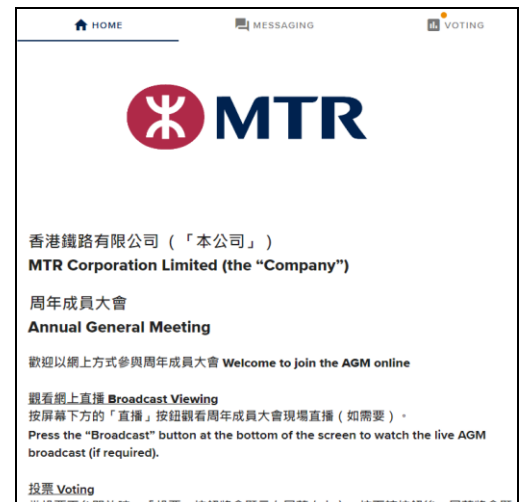 HOME MESSAGING VOTING
MTR
香港鐵路有限公司 (「本公司」)
MTR Corporation Limited (the “Company”)
周年成員大會
Annual General Meeting
歡迎以網上方式參與周年成員大會 Welcome to join the AGM online
觀看網上直播 Broadcast Viewing
按屏幕下方的「直播」按鈕觀看周年成員大會現場直播(如需要)。
Press the “Broadcast” button at the bottom of the screen to watch the live AGM
broadcast (if required).
投票 Voting